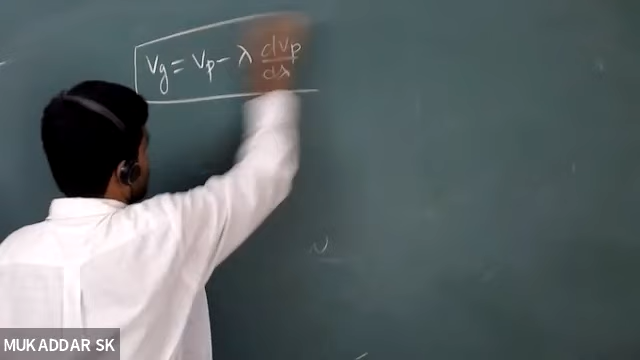 Vg = Vp - λ dVp/dλ
MUKADDAR SK